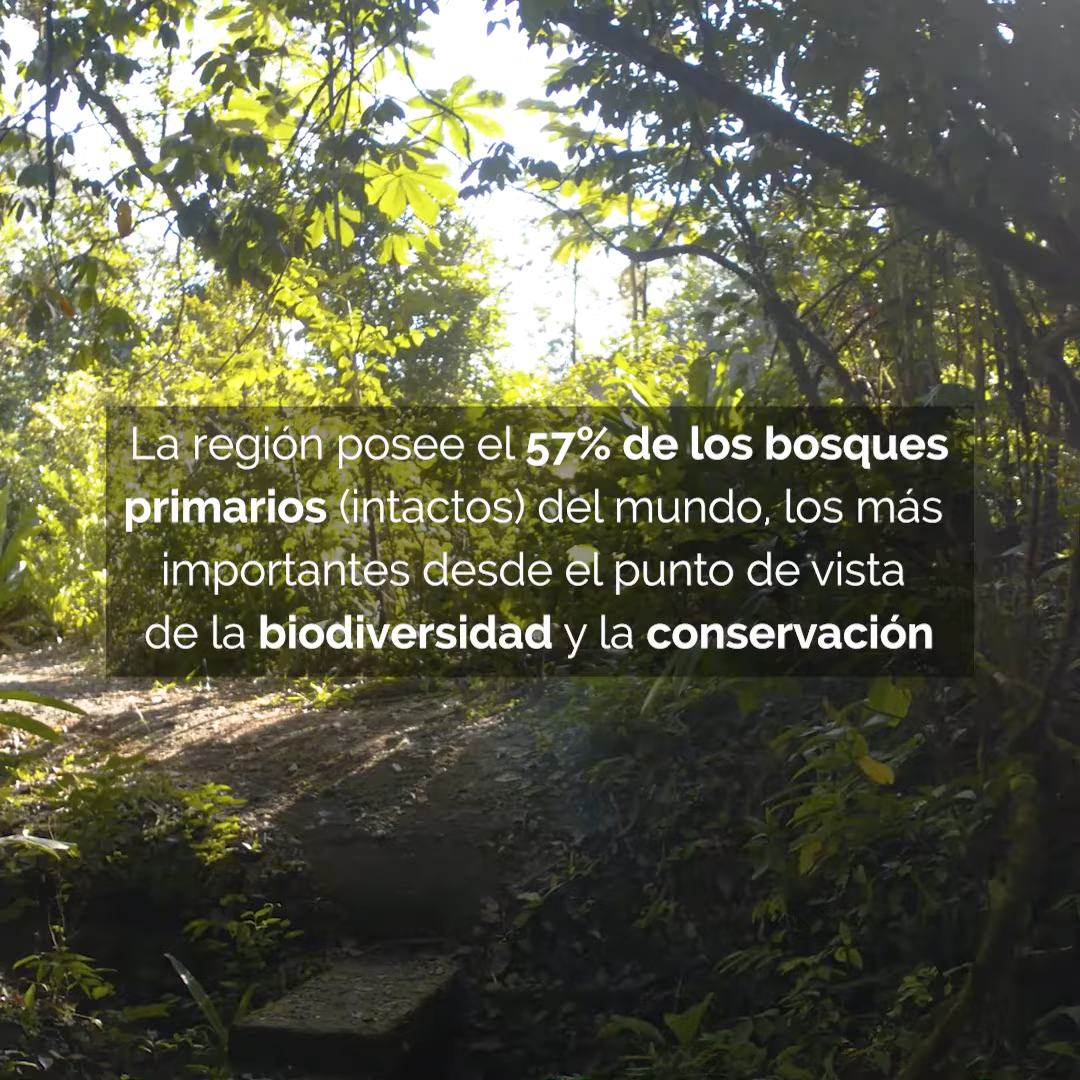 La región posee el 57% de los bosques
primarios (intactos) del mundo, los más
importantes desde el punto de vista
de la biodiversidad y la conservación